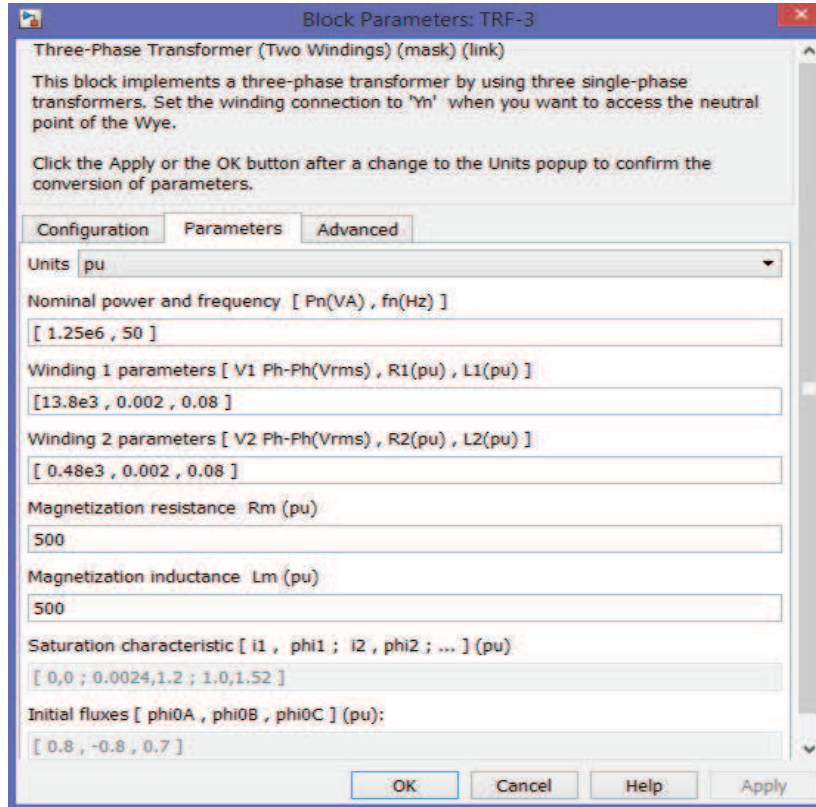 Block Parameters: TRF-3
Three-Phase Transformer (Two Windings) (mask) (link)
This block implements a three-phase transformer by using three single-phase
transformers. Set the winding connection to 'Yn' when you want to access the neutral
point of the Wye.
Click the Apply or the OK button after a change to the Units popup to confirm the
conversion of parameters.
Configuration Parameters Advanced
Units pu
Nominal power and frequency [ Pn(VA) , fn(Hz) ]
[ 1.25e6 , 50 ]
Winding 1 parameters [ V1 Ph-Ph(Vrms) , R1(pu) , L1(pu) ]
[13.8e3 , 0.002 , 0.08 ]
Winding 2 parameters [ V2 Ph-Ph(Vrms) , R2(pu) , L2(pu) ]
[ 0.48e3 , 0.002 , 0.08 ]
Magnetization resistance Rm (pu)
500
Magnetization inductance Lm (pu)
500
Saturation characteristic [ i1 , phi1 ; i2 , phi2 ; ... ] (pu)
[ 0,0 ; 0.0024,1.2 ; 1.0,1.52 ]
Initial fluxes [ phi0A , phi0B , phi0C ] (pu):
[ 0.8 , -0.8 , 0.7 ]
OK Cancel Help Apply